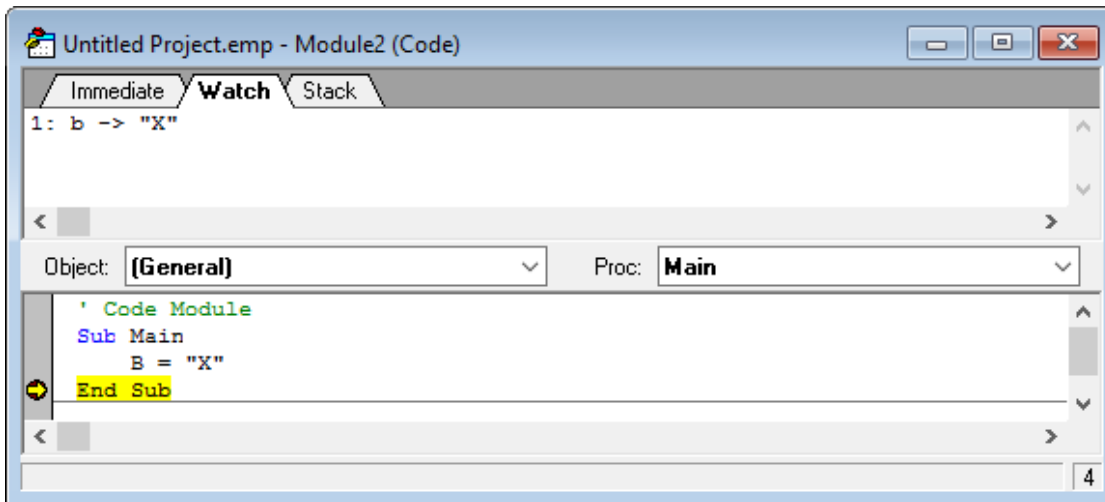 Untitled Project.emp - Module2 (Code)
Immediate Watch Stack
1: b -> "X"
Object: (General) Proc: Main
' Code Module
Sub Main
B = "X"
End Sub
4